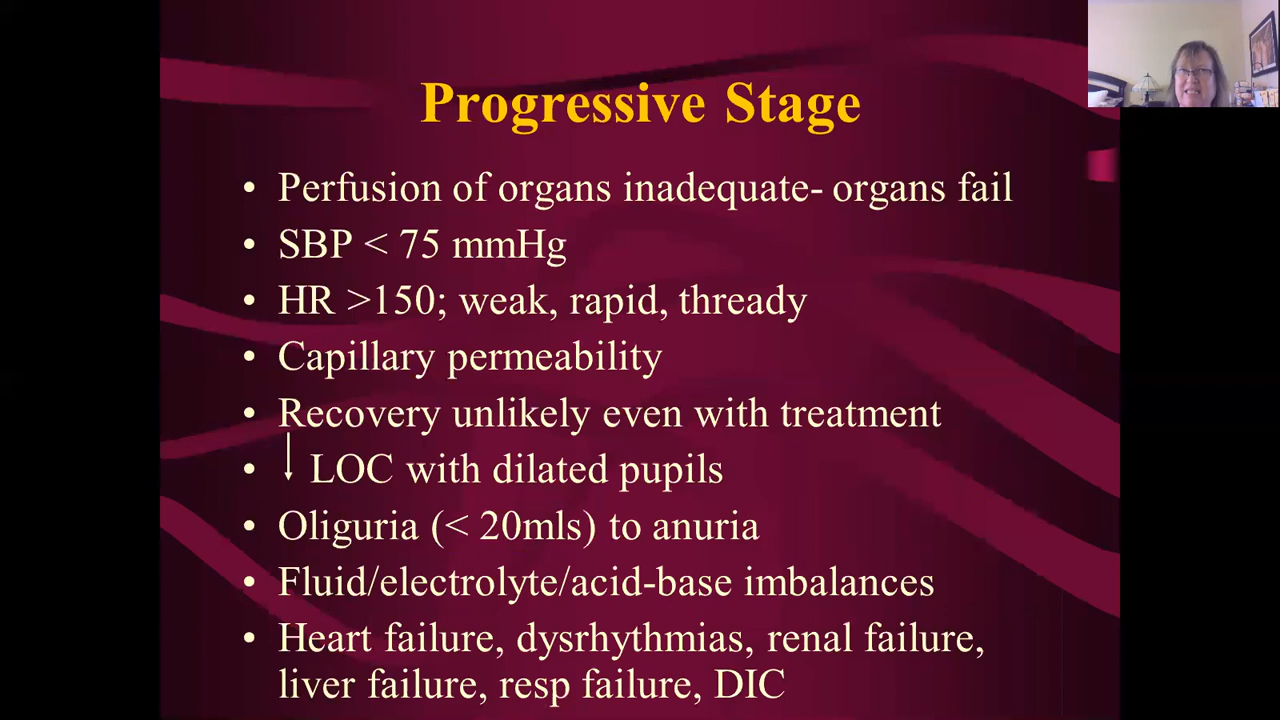 Progressive Stage
• Perfusion of organs inadequate- organs fail
• SBP < 75 mmHg
• HR >150; weak, rapid, thready
• Capillary permeability
• Recovery unlikely even with treatment
• ↓ LOC with dilated pupils
• Oliguria (< 20mls) to anuria
• Fluid/electrolyte/acid-base imbalances
• Heart failure, dysrhythmias, renal failure,
liver failure, resp failure, DIC